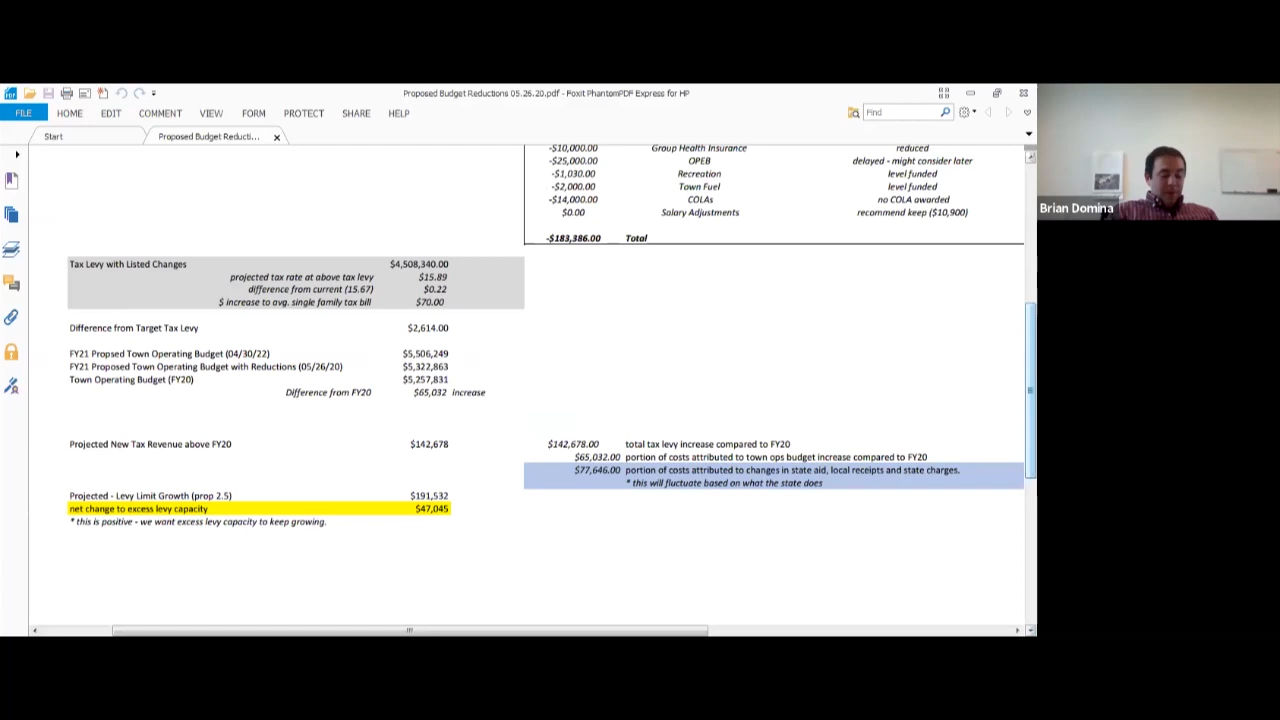 Proposed Budget Reductions 05.26.20.pdf - Foxit PhantomPDF Express for HP
FILE HOME EDIT COMMENT VIEW FORM PROTECT SHARE HELP Find
Start Proposed Budget Reducti... ×
-$10,000.00 Group Health Insurance reduced
-$25,000.00 OPEB delayed - might consider later
-$1,030.00 Recreation level funded
-$2,000.00 Town Fuel level funded
-$14,000.00 COLAs no COLA awarded
$0.00 Salary Adjustments recommend keep ($10,900)
-$183,386.00 Total
Tax Levy with Listed Changes $4,508,340.00
projected tax rate at above tax levy $15.89
difference from current (15.67) $0.22
$ increase to avg. single family tax bill $70.00
Difference from Target Tax Levy $2,614.00
FY21 Propsed Town Operating Budget (04/30/22) $5,506,249
FY21 Proposed Town Operating Budget with Reductions (05/26/20) $5,322,863
Town Operating Budget (FY20) $5,257,831
Difference from FY20 $65,032 increase
Projected New Tax Revenue above FY20 $142,678 $142,678.00 total tax levy increase compared to FY20
$65,032.00 portion of costs attributed to town ops budget increase compared to FY20
$77,646.00 portion of costs attributed to changes in state aid, local receipts and state charges.
* this will fluctuate based on what the state does
Projected - Levy Limit Growth (prop 2.5) $191,532
net change to excess levy capacity $47,045
* this is positive - we want excess levy capacity to keep growing.
Brian Domina